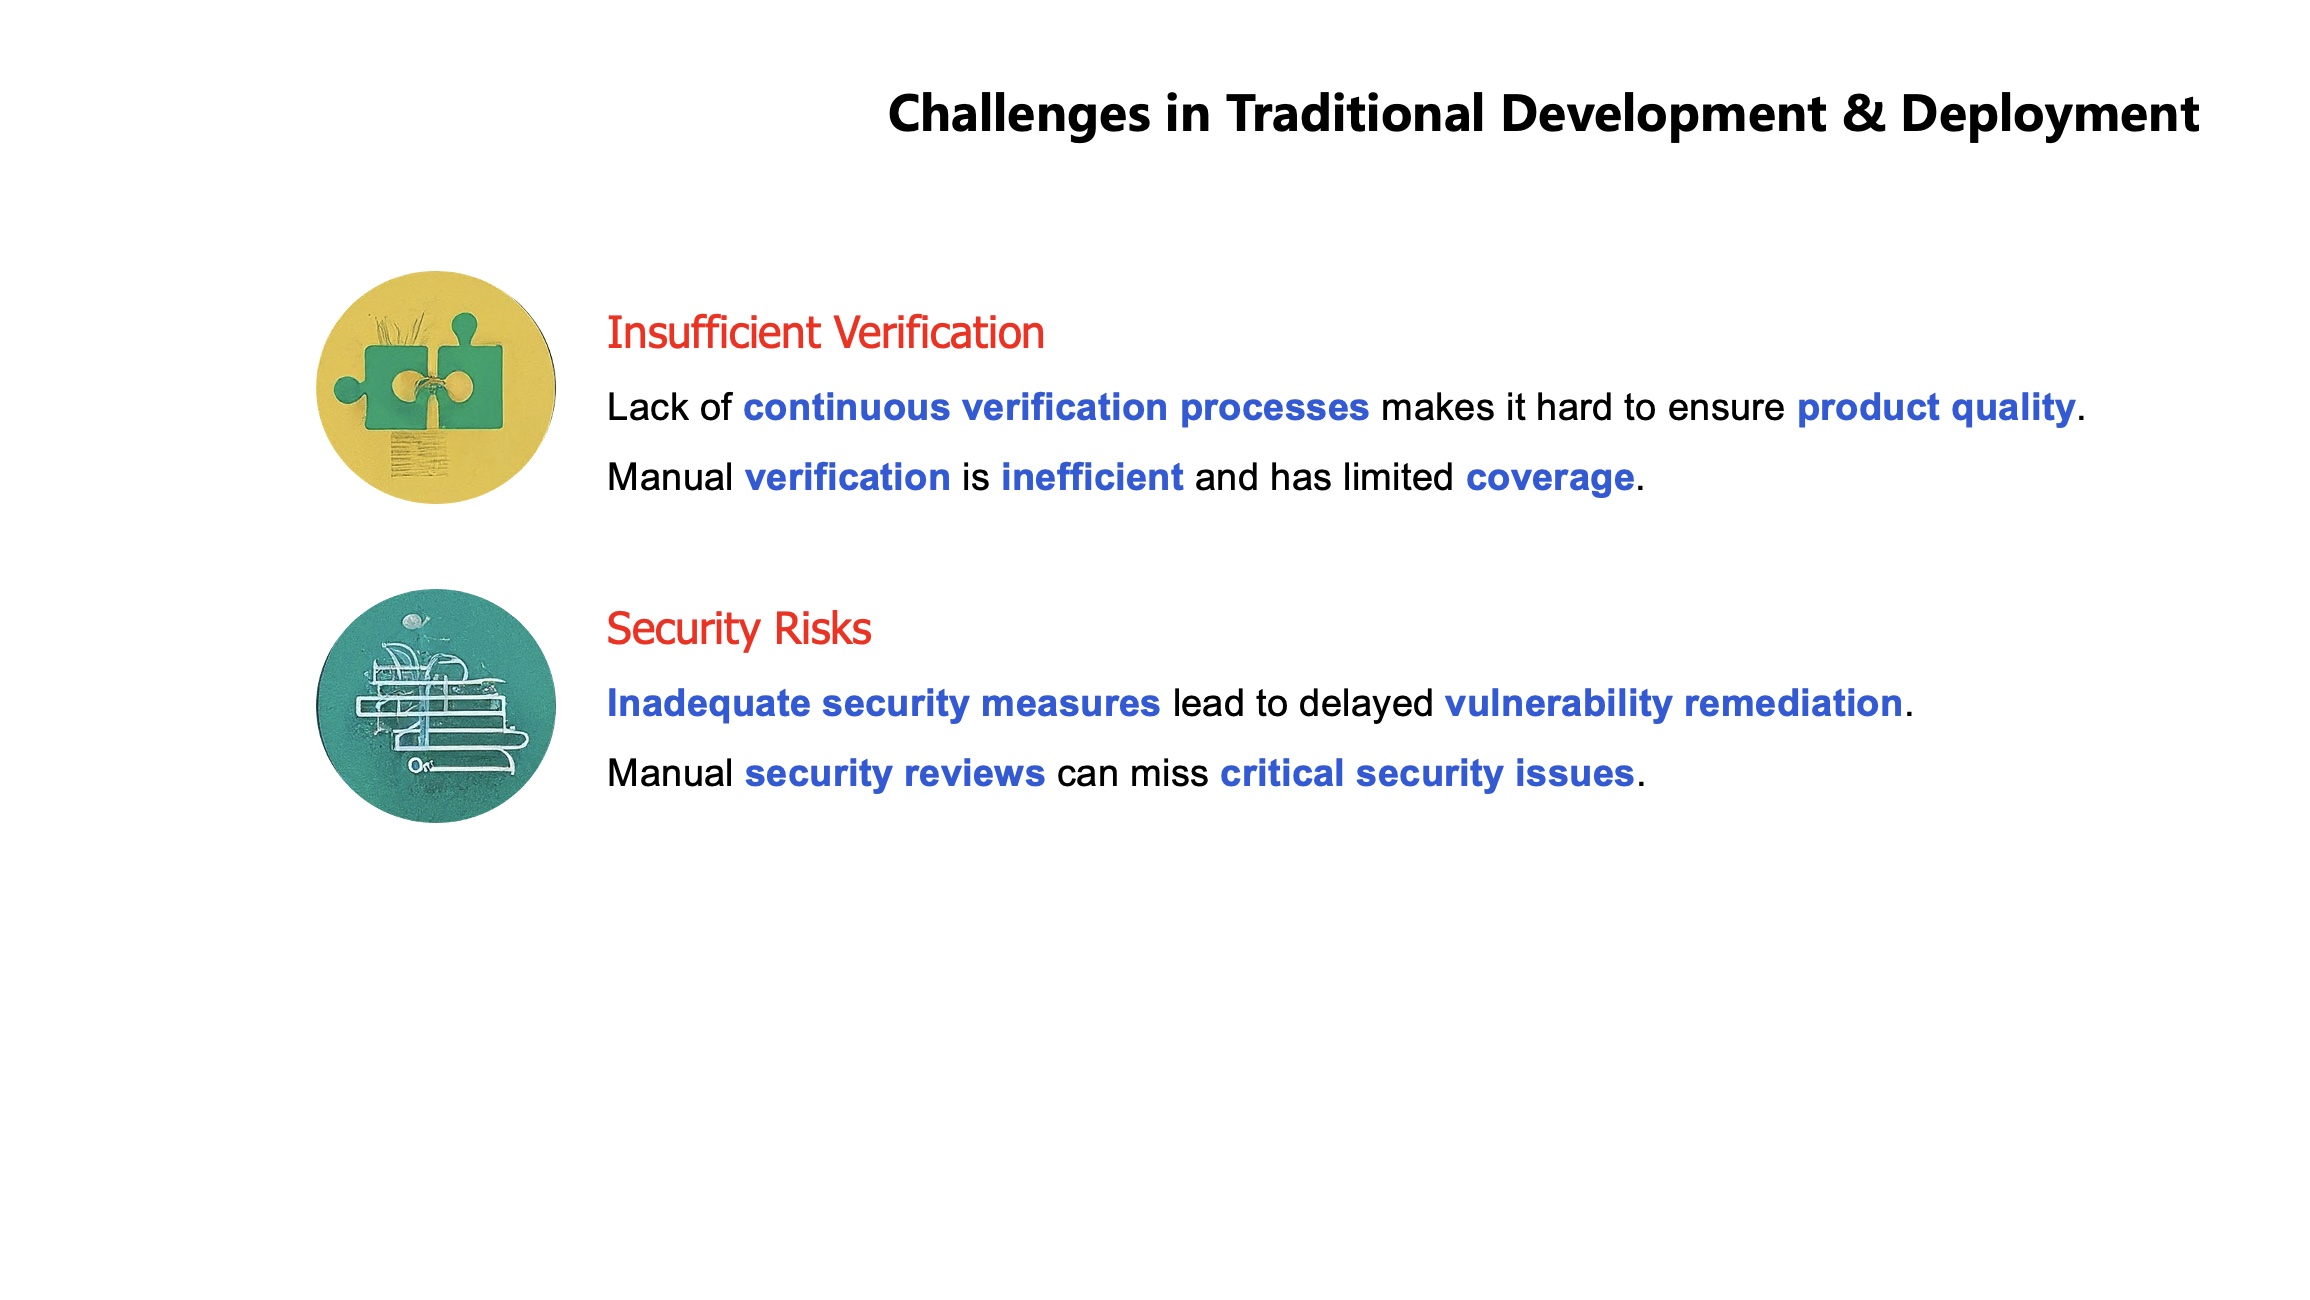 Challenges in Traditional Development & Deployment
Insufficient Verification
Lack of continuous verification processes makes it hard to ensure product quality.
Manual verification is inefficient and has limited coverage.
Security Risks
Inadequate security measures lead to delayed vulnerability remediation.
Manual security reviews can miss critical security issues.